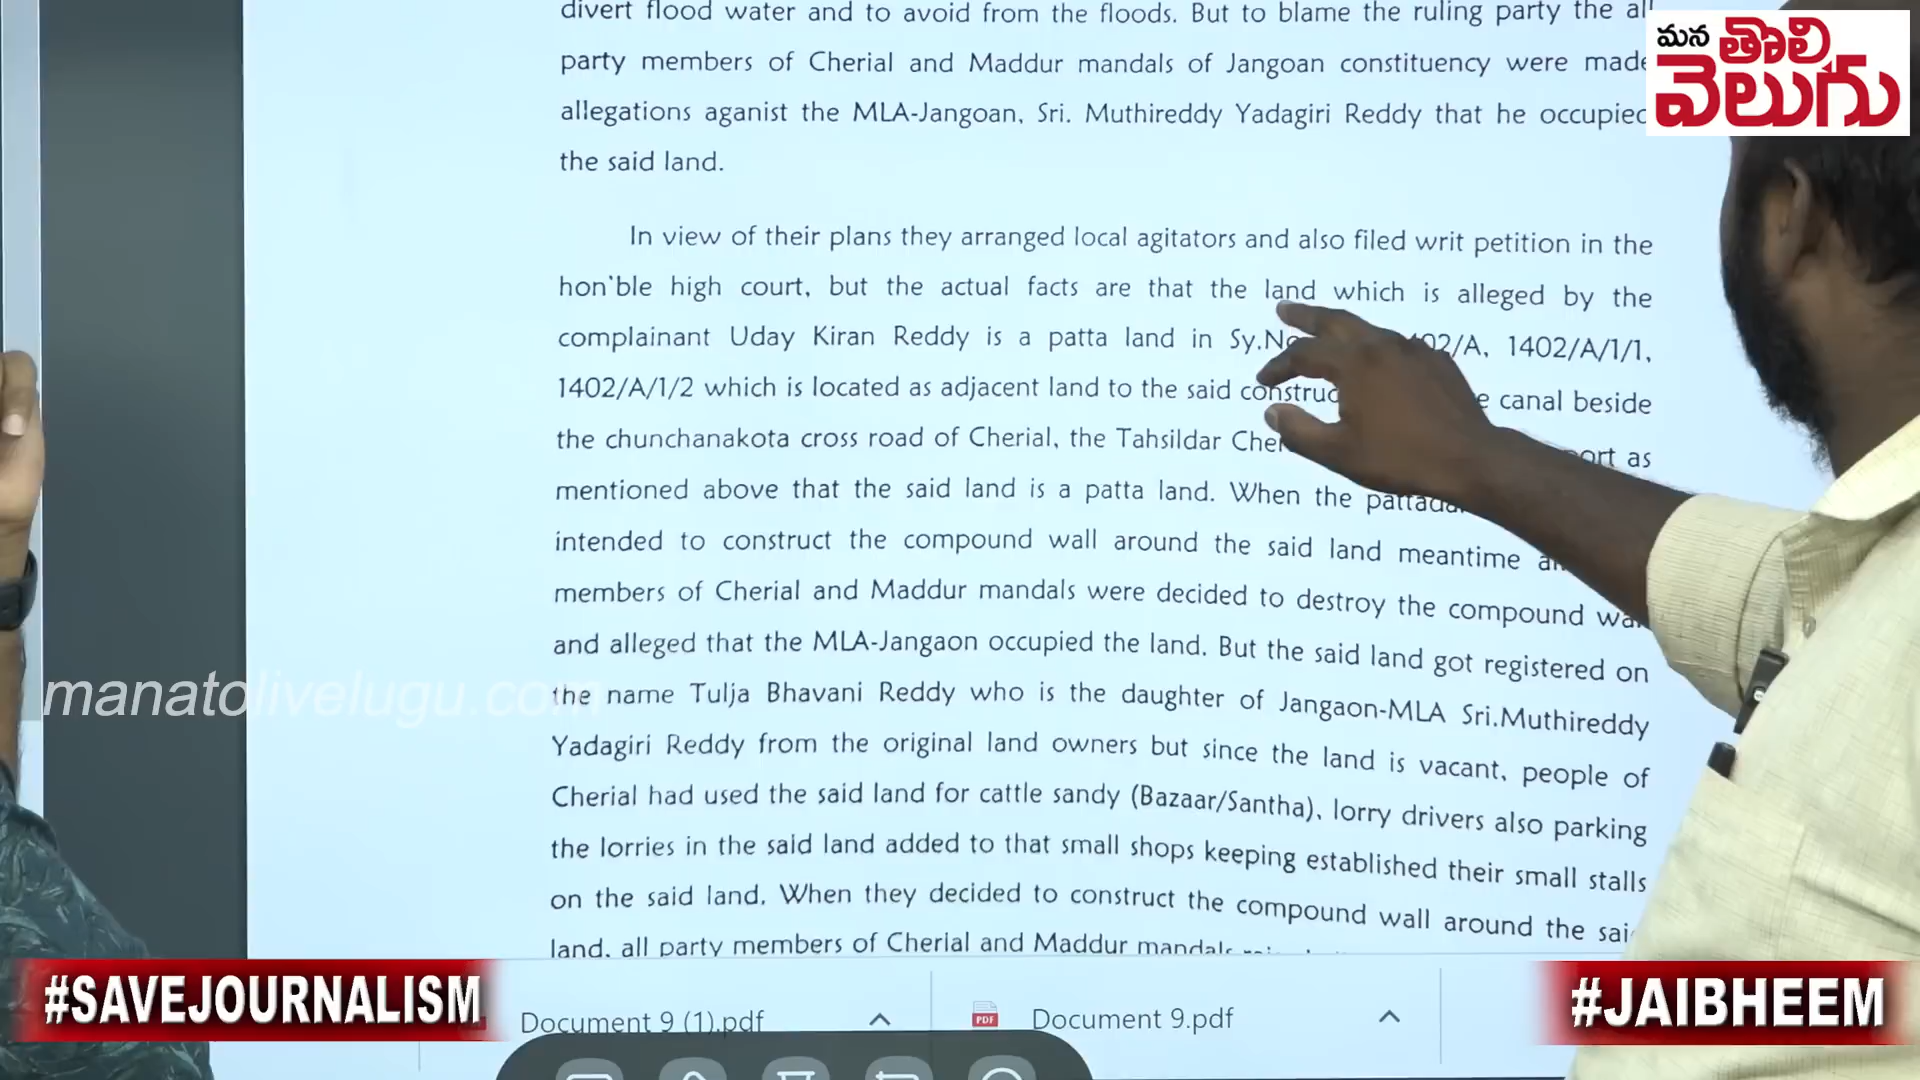 divert flood water and to avoid from the floods. But to blame the ruling party the all
party members of Cherial and Maddur mandals of Jangoan constituency were made
allegations aganist the MLA-Jangoan, Sri. Muthireddy Yadagiri Reddy that he occupied
the said land.
In view of their plans they arranged local agitators and also filed writ petition in the
hon'ble high court, but the actual facts are that the land which is alleged by the
complainant Uday Kiran Reddy is a patta land in 1402/A/1/1,
1402/A/1/2 which is located as adjacent land to the said canal beside
the chunchanakota cross road of Cherial, the Tahsildar as
mentioned above that the said land is a patta land. When the
intended to construct the compound wall around the said land meantime
members of Cherial and Maddur mandals were decided to destroy the compound
and alleged that the MLA-Jangaon occupied the land. But the said land got registered on
the name Tulja Bhavani Reddy who is the daughter of Jangaon-MLA Sri.Muthireddy
Yadagiri Reddy from the original land owners but since the land is vacant, people of
Cherial had used the said land for cattle sandy (Bazaar/Santha), lorry drivers also parking
the lorries in the said land added to that small shops keeping established their small stalls
on the said land. When they decided to construct the compound wall around the
land, all party members of Cherial and Maddur mandals
Document 9 (1).pdf
PDF
Document 9.pdf
మన
తొలి
వెలుగు
manatolivelugu.com
#SAVEJOURNALISM
#JAIBHEEM